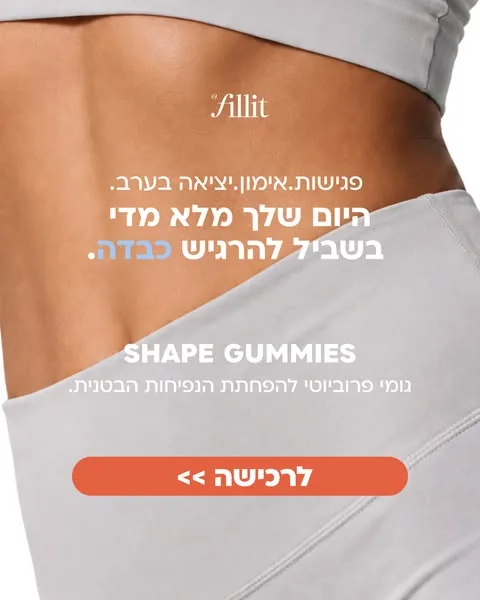 fillit
פגישות.אימון.יציאה בערב.
היום שלך מלא מדי
בשביל להרגיש כבדה.
SHAPE GUMMIES
גומי פרוביוטי להפחתת הנפיחות הבטנית.
לרכישה >>